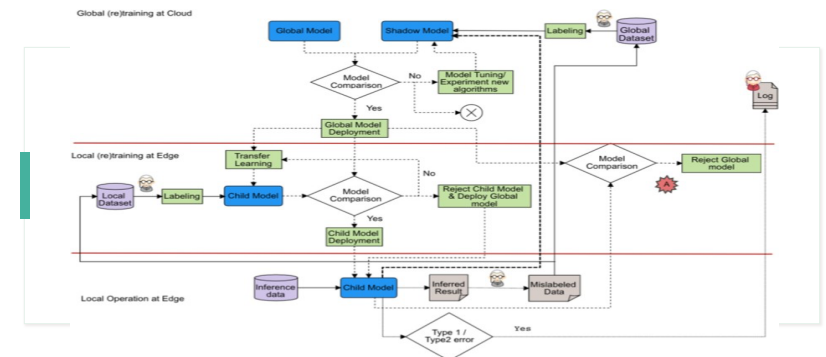 Global (re)training at Cloud
Global Model
Shadow Model
Labeling
Global
Dataset
Model
Comparison
No
Model Tuning/
Experiment new
algorithms
Log
Yes
Global Model
Deployment
Local (re)training at Edge
Transfer
Learning
Model
Comparison
Reject Global
model
A
No
Local
Dataset
Labeling
Child Model
Model
Comparison
Reject Child Model
& Deploy Global
model
Yes
Child Model
Deployment
Local Operation at Edge
Inference
data
Child Model
Inferred
Result
Mislabeled
Data
Type 1 /
Type2 error
Yes